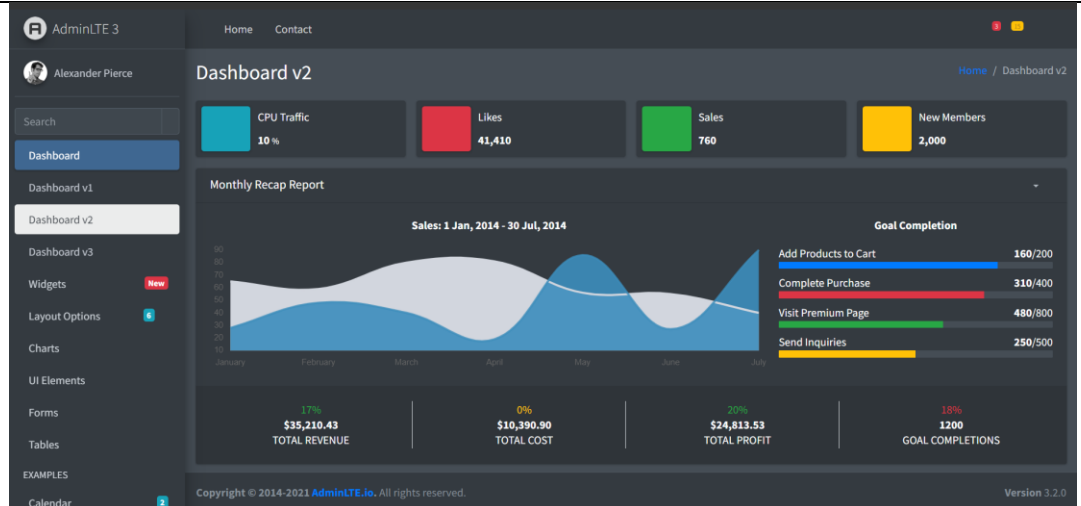 AdminLTE 3
Home Contact
3 15
Alexander Pierce
Dashboard v2
Home / Dashboard v2
Search
CPU Traffic
10 %
Likes
41,410
Sales
760
New Members
2,000
Dashboard
Dashboard v1
Dashboard v2
Dashboard v3
Widgets New
Layout Options 6
Charts
UI Elements
Forms
Tables
EXAMPLES
Calendar 2
Monthly Recap Report
Sales: 1 Jan, 2014 - 30 Jul, 2014
90
80
70
60
50
40
30
20
10
January February March April May June July
Goal Completion
Add Products to Cart 160/200
Complete Purchase 310/400
Visit Premium Page 480/800
Send Inquiries 250/500
17%
$35,210.43
TOTAL REVENUE
0%
$10,390.90
TOTAL COST
20%
$24,813.53
TOTAL PROFIT
18%
1200
GOAL COMPLETIONS
Copyright © 2014-2021 AdminLTE.io. All rights reserved.
Version 3.2.0